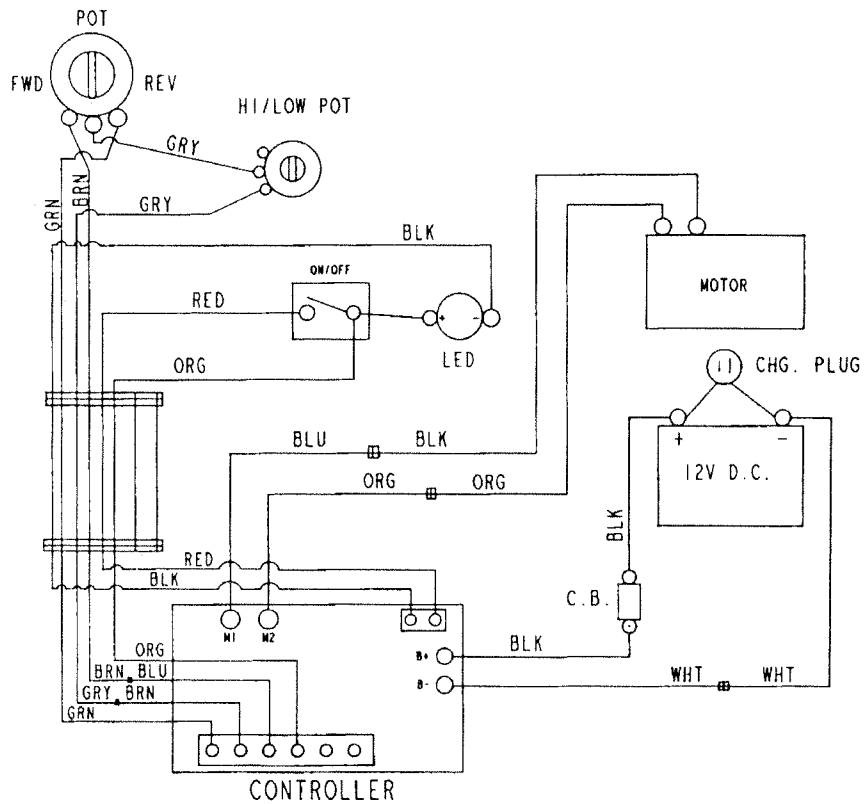 POT
FWD
REV
HI/LOW POT
GRY
GRN
BRN
GRY
BLK
ON/OFF
RED
+
-
LED
MOTOR
ORG
CHG. PLUG
+
-
12V D.C.
BLU
BLK
ORG
ORG
BLK
RED
BLK
C.B.
M1
M2
ORG
B+
BLK
BRN
BLU
B-
WHT
WHT
GRY
BRN
GRN
CONTROLLER